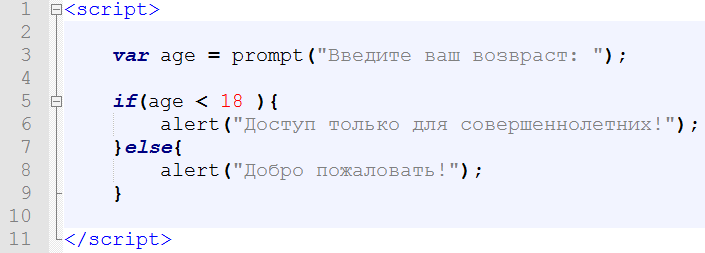 1 <script>
2
3 var age = prompt("Введите ваш возвраст: ");
4
5 if(age < 18 ){
6 alert("Доступ только для совершеннолетних!");
7 }else{
8 alert("Добро пожаловать!");
9 }
10
11 </script>